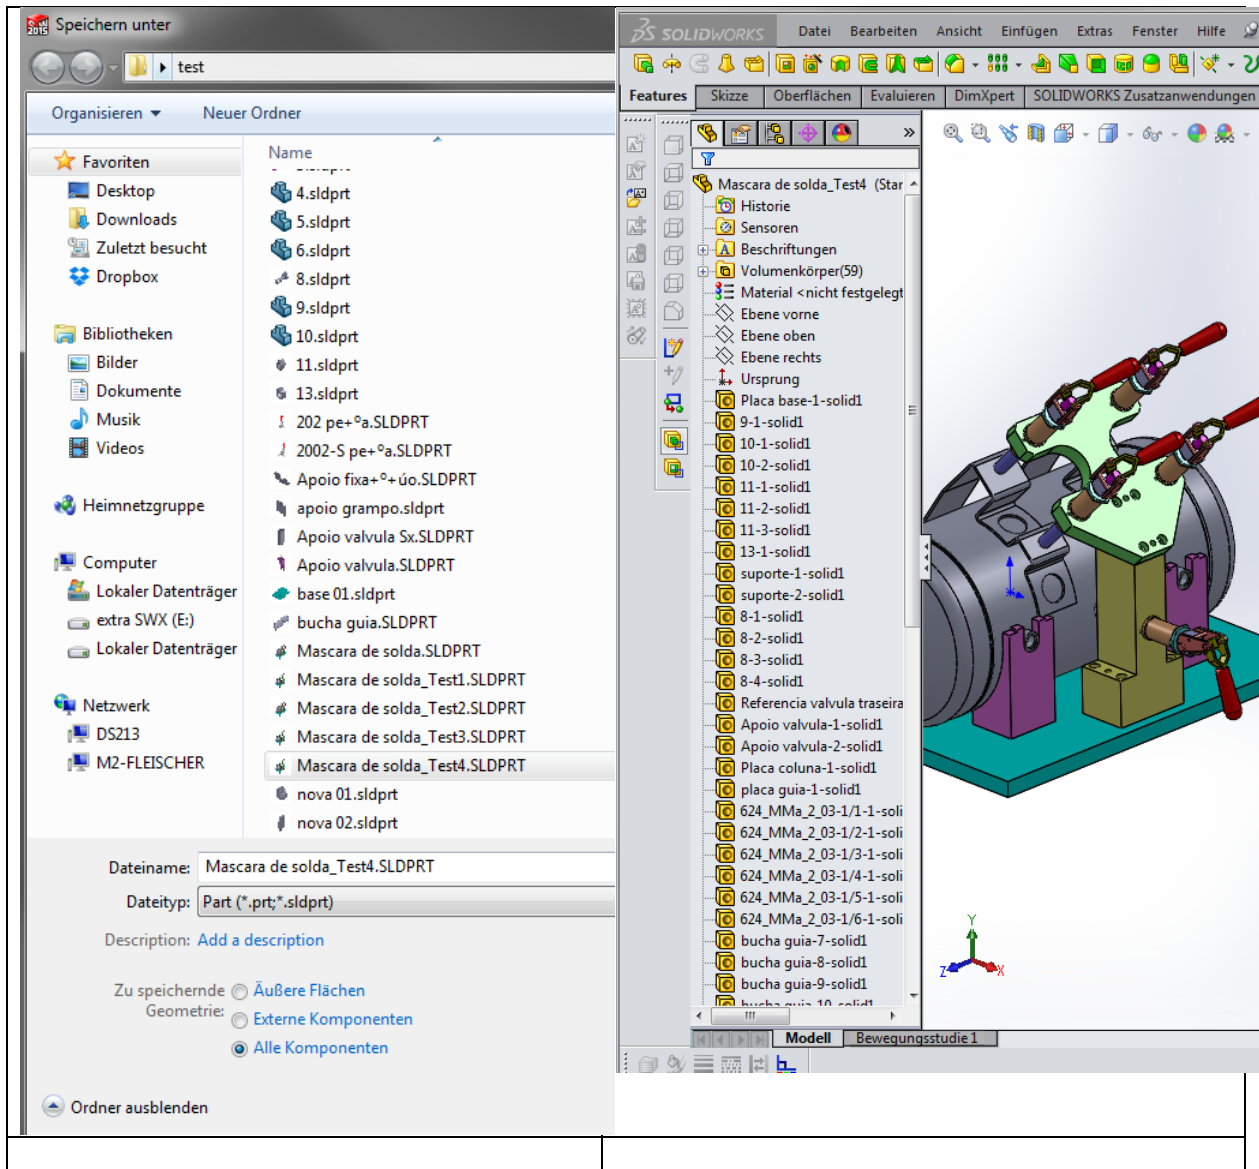 Speichern unter
test
Organisieren
Neuer Ordner
Favoriten
Desktop
Downloads
Zuletzt besucht
Dropbox
Bibliotheken
Bilder
Dokumente
Musik
Videos
Heimnetzgruppe
Computer
Lokaler Datenträger
extra SWX (E:)
Lokaler Datenträger
Netzwerk
DS213
M2-FLEISCHER
Name
4.sldprt
5.sldprt
6.sldprt
8.sldprt
9.sldprt
10.sldprt
11.sldprt
13.sldprt
202 pe+ºa.SLDPRT
2002-S pe+ºa.SLDPRT
Apoio fixa+º+úo.SLDPRT
apoio grampo.sldprt
Apoio valvula Sx.SLDPRT
Apoio valvula.SLDPRT
base 01.sldprt
bucha guia.SLDPRT
Mascara de solda.SLDPRT
Mascara de solda_Test1.SLDPRT
Mascara de solda_Test2.SLDPRT
Mascara de solda_Test3.SLDPRT
Mascara de solda_Test4.SLDPRT
nova 01.sldprt
nova 02.sldprt
Dateiname: Mascara de solda_Test4.SLDPRT
Dateityp: Part (*.prt;*.sldprt)
Description: Add a description
Zu speichernde Geometrie:
Äußere Flächen
Externe Komponenten
Alle Komponenten
Ordner ausblenden
SOLIDWORKS Datei Bearbeiten Ansicht Einfügen Extras Fenster Hilfe
Features Skizze Oberflächen Evaluieren DimXpert SOLIDWORKS Zusatzanwendungen
Mascara de solda_Test4 (Star
Historie
Sensoren
Beschriftungen
Volumenkörper(59)
Material <nicht festgelegt
Ebene vorne
Ebene oben
Ebene rechts
Ursprung
Placa base-1-solid1
9-1-solid1
10-1-solid1
10-2-solid1
11-1-solid1
11-2-solid1
11-3-solid1
13-1-solid1
suporte-1-solid1
suporte-2-solid1
8-1-solid1
8-2-solid1
8-3-solid1
8-4-solid1
Referencia valvula traseira
Apoio valvula-1-solid1
Apoio valvula-2-solid1
Placa coluna-1-solid1
placa guia-1-solid1
624_MMa_2_03-1/1-1-soli
624_MMa_2_03-1/2-1-soli
624_MMa_2_03-1/3-1-soli
624_MMa_2_03-1/4-1-soli
624_MMa_2_03-1/5-1-soli
624_MMa_2_03-1/6-1-soli
bucha guia-7-solid1
bucha guia-8-solid1
bucha guia-9-solid1
bucha guia-10-solid1
Y
Z
X
Modell Bewegungsstudie 1